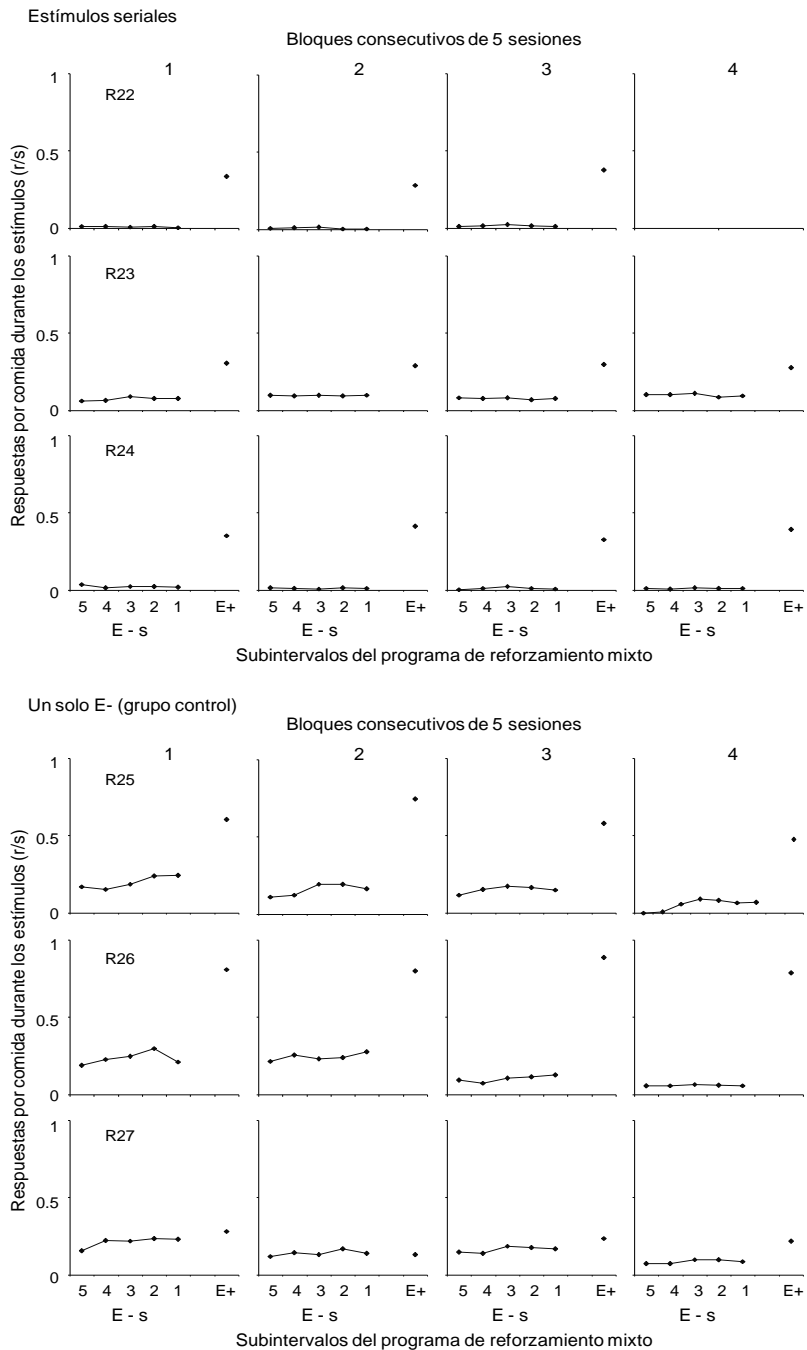 Estímulos seriales
Bloques consecutivos de 5 sesiones
1 2 3 4
Respuestas por comida durante los estímulos (r/s)
1
R22
0.5
0
1
R23
0.5
0
1
R24
0.5
0
5 4 3 2 1 E+ 5 4 3 2 1 E+ 5 4 3 2 1 E+ 5 4 3 2 1 E+
E - s E - s E - s E - s
Subintervalos del programa de reforzamiento mixto
Un solo E- (grupo control)
Bloques consecutivos de 5 sesiones
1 2 3 4
Respuestas por comida durante los estímulos (r/s)
1
R25
0.5
0
1
R26
0.5
0
1
R27
0.5
0
5 4 3 2 1 E+ 5 4 3 2 1 E+ 5 4 3 2 1 E+ 5 4 3 2 1 E+
E - s E - s E - s E - s
Subintervalos del programa de reforzamiento mixto